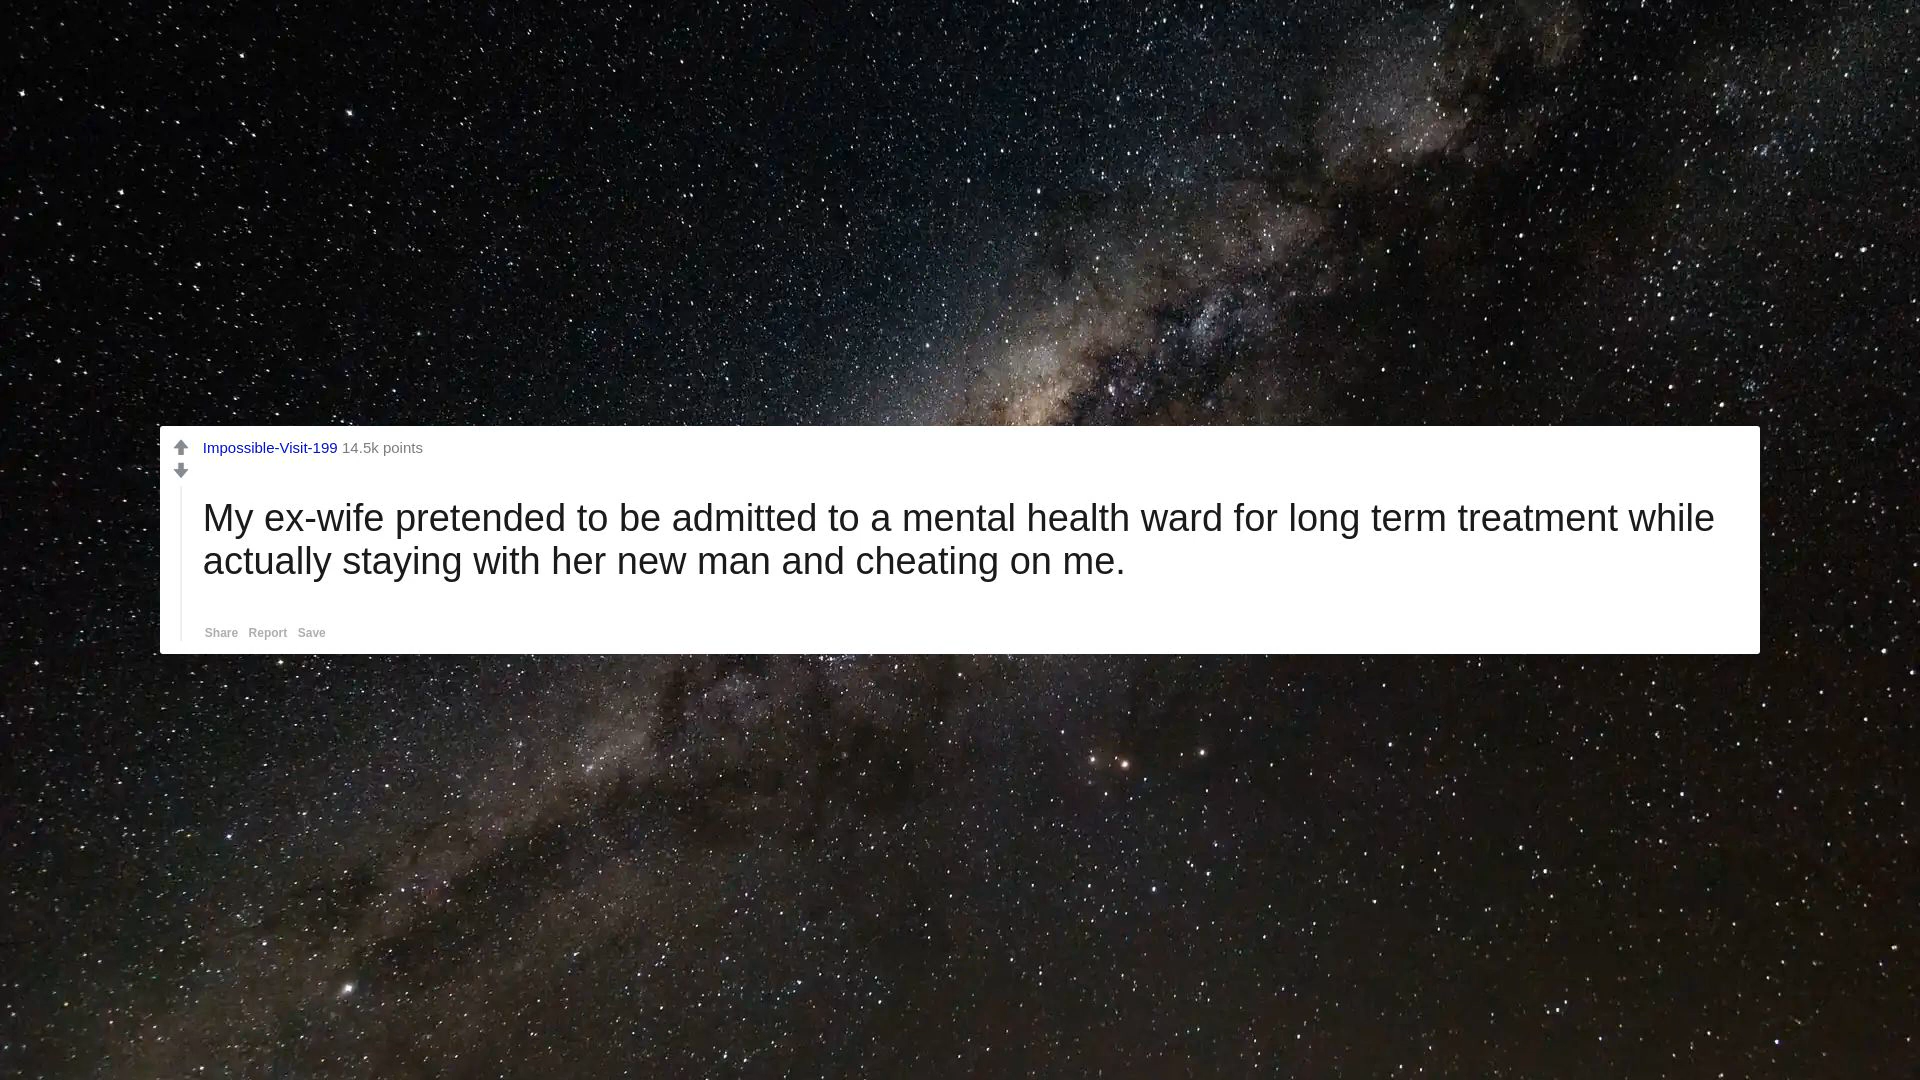 Impossible-Visit-199 14.5k points
My ex-wife pretended to be admitted to a mental health ward for long term treatment while
actually staying with her new man and cheating on me.
Share Report Save